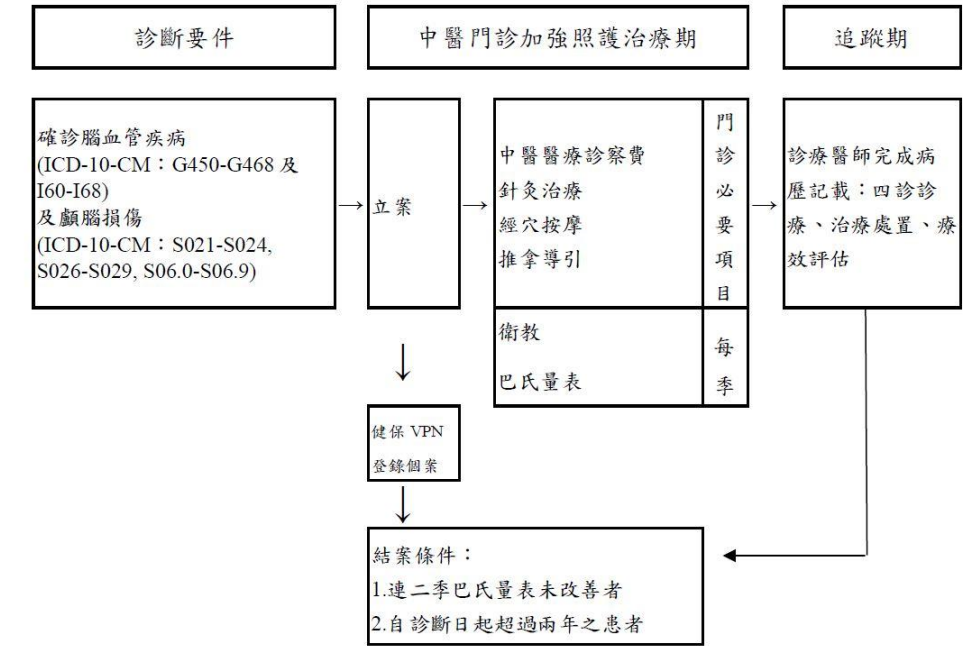 診斷要件
中醫門診加強照護治療期
追蹤期
確診腦血管疾病
(ICD-10-CM：G450-G468 及
I60-I68)
及顱腦損傷
(ICD-10-CM：S021-S024,
S026-S029, S06.0-S06.9)
立案
中醫醫療診察費
針灸治療
經穴按摩
推拿導引
門
診
必
要
項
目
衛教
巴氏量表
每
季
診療醫師完成病
歷記載：四診診
療、治療處置、療
效評估
健保 VPN
登錄個案
結案條件：
1.連二季巴氏量表未改善者
2.自診斷日起超過兩年之患者